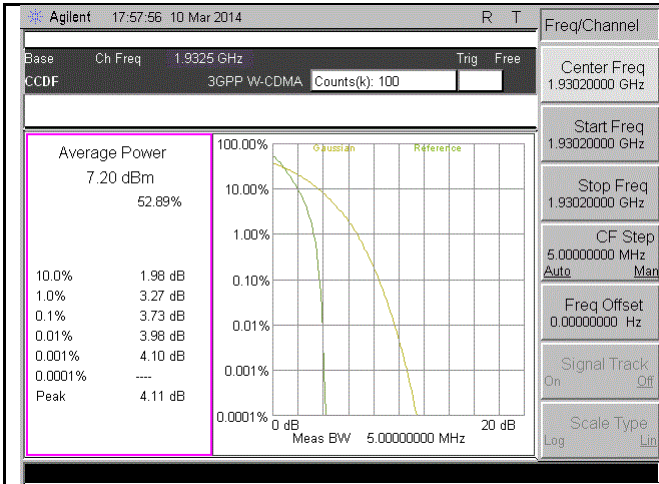 Agilent 17:57:56 10 Mar 2014 R T
Base Ch Freq 1.9325 GHz Trig Free
CCDF 3GPP W-CDMA Counts(k): 100
Average Power
7.20 dBm
52.89%
10.0% 1.98 dB
1.0% 3.27 dB
0.1% 3.73 dB
0.01% 3.98 dB
0.001% 4.10 dB
0.0001% ----
Peak 4.11 dB
Gaussian Reference
100.00%
10.00%
1.00%
0.10%
0.01%
0.001%
0.0001%
0 dB 20 dB
Meas BW 5.00000000 MHz
Freq/Channel
Center Freq
1.93020000 GHz
Start Freq
1.93020000 GHz
Stop Freq
1.93020000 GHz
CF Step
5.00000000 MHz
Auto Man
Freq Offset
0.00000000 Hz
Signal Track
On Off
Scale Type
Log Lin